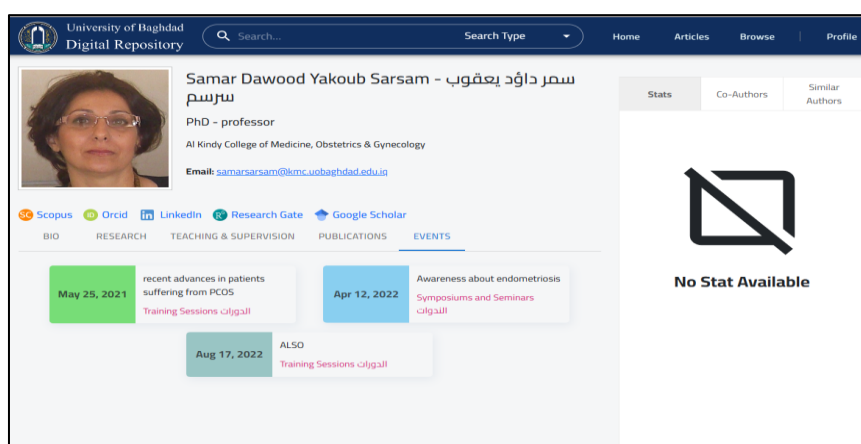 University of Baghdad
Digital Repository
Search...
Search Type
Home
Articles
Browse
Profile
Samar Dawood Yakoub Sarsam - سمر داؤد يعقوب
سرسم
PhD - professor
Al Kindy College of Medicine, Obstetrics & Gynecology
Email: samarsarsam@kmc.uobaghdad.edu.iq
SC Scopus iD Orcid in LinkedIn R Research Gate Google Scholar
BIO
RESEARCH
TEACHING & SUPERVISION
PUBLICATIONS
EVENTS
May 25, 2021
recent advances in patients
suffering from PCOS
Training Sessions الدورات
Apr 12, 2022
Awareness about endometriosis
Symposiums and Seminars
الندوات
Aug 17, 2022
ALSO
Training Sessions الدورات
Stats
Co-Authors
Similar
Authors
No Stat Available